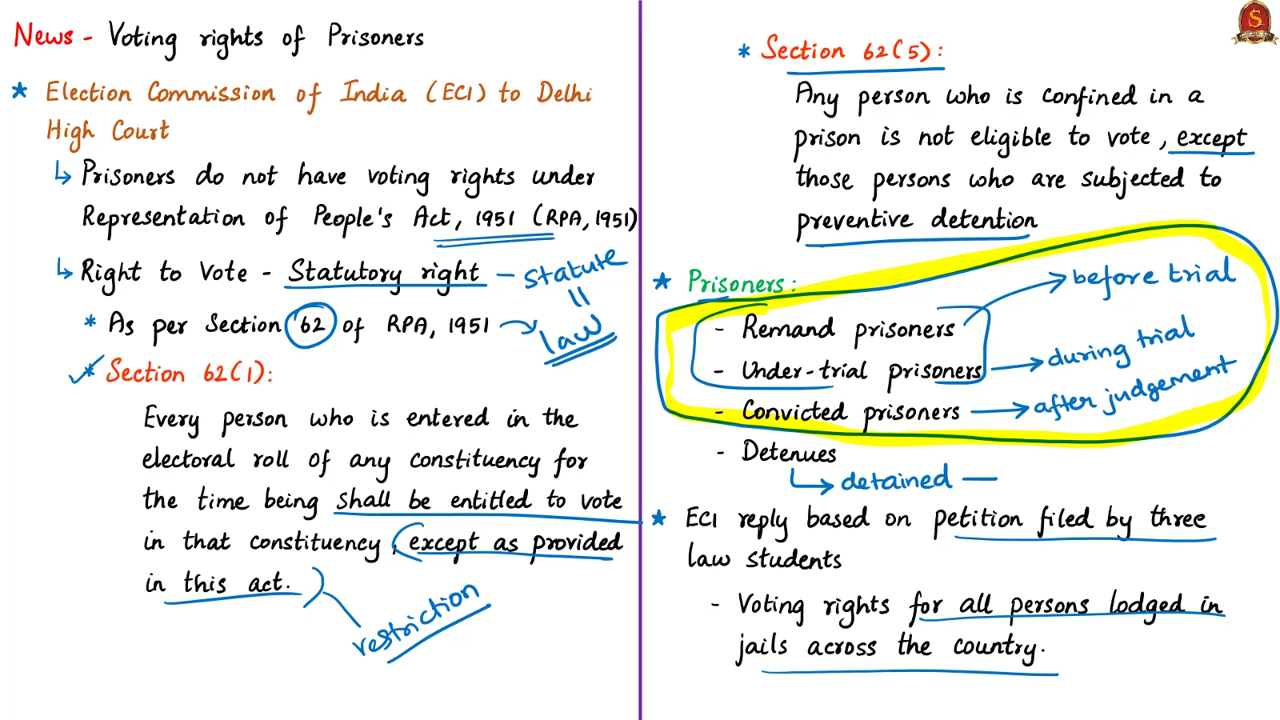 News - Voting rights of Prisoners
* Election Commission of India (ECI) to Delhi
High Court
↳ Prisoners do not have voting rights under
Representation of People's Act, 1951 (RPA, 1951)
↳ Right to Vote - Statutory right - statute
||
law
* As per Section 62 of RPA, 1951 →
✓* Section 62(1):
Every person who is entered in the
electoral roll of any constituency for
the time being shall be entitled to vote
in that constituency, (except as provided
in this act.)
restriction
* Section 62(5):
Any person who is confined in a
prison is not eligible to vote, except
those persons who are subjected to
preventive detention
* Prisoners:
- Remand prisoners → before trial
- Under-trial prisoners → during trial
- Convicted prisoners → after judgement
- Detenues
↳ detained —
* ECI reply based on petition filed by three
law students
- Voting rights for all persons lodged in
jails across the country.
S